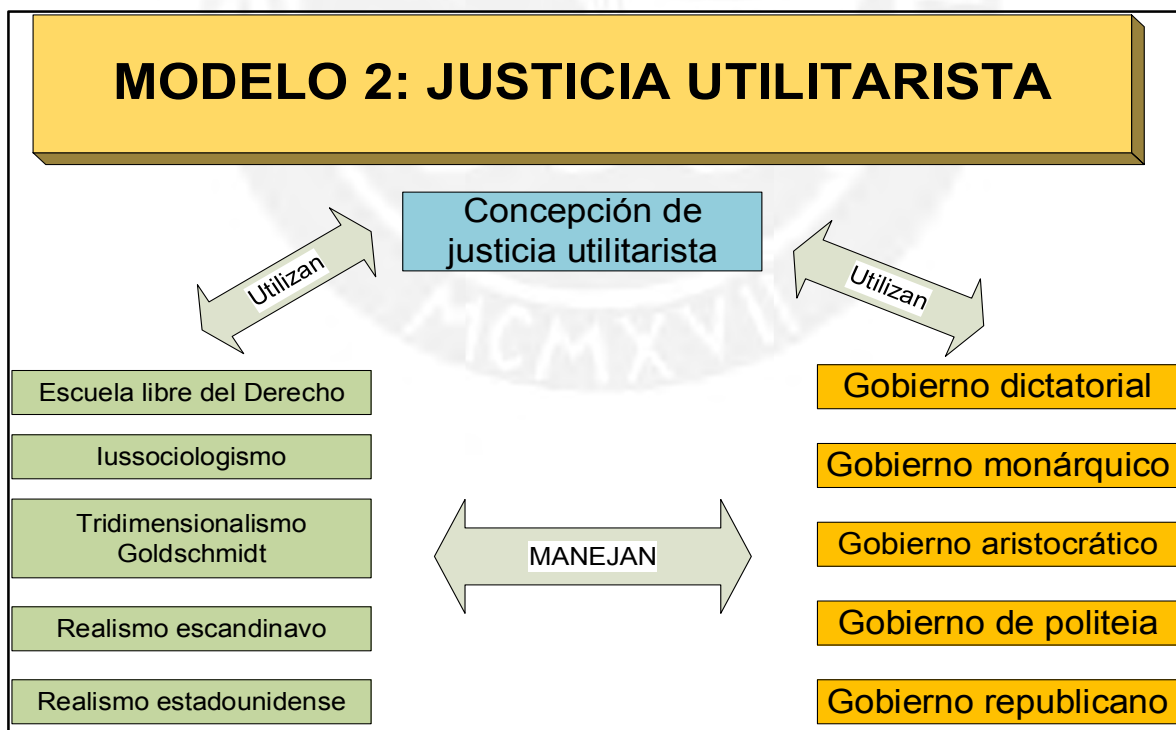 MODELO 2: JUSTICIA UTILITARISTA
Concepción de
justicia utilitarista
Utilizan
Utilizan
MCMXVII
Escuela libre del Derecho
Iussociologismo
Tridimensionalismo
Goldschmidt
Realismo escandinavo
Realismo estadounidense
MANEJAN
Gobierno dictatorial
Gobierno monárquico
Gobierno aristocrático
Gobierno de politeia
Gobierno republicano